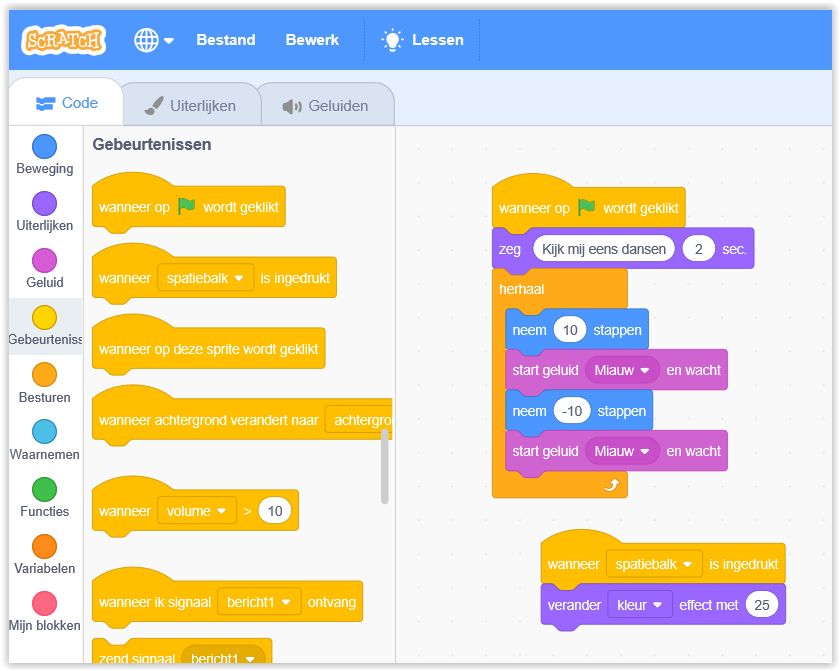 SCRATCH Bestand Bewerk Lessen
Code Uiterlijken Geluiden
Beweging
Uiterlijken
Geluid
Gebeurteniss
Besturen
Waarnemen
Functies
Variabelen
Mijn blokken
Gebeurtenissen
wanneer op wordt geklikt
wanneer spatiebalk is ingedrukt
wanneer op deze sprite wordt geklikt
wanneer achtergrond verandert naar achtergro
wanneer volume > 10
wanneer ik signaal bericht1 ontvang
zend signaal bericht1
wanneer op wordt geklikt
zeg Kijk mij eens dansen 2 sec.
herhaal
neem 10 stappen
start geluid Miauw en wacht
neem -10 stappen
start geluid Miauw en wacht
wanneer spatiebalk is ingedrukt
verander kleur effect met 25